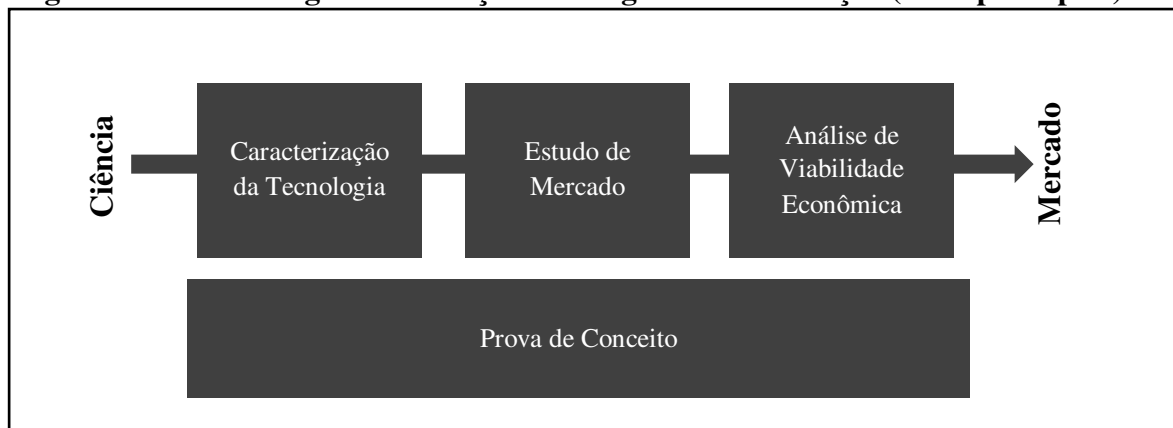 Ciência
Caracterização
da Tecnologia
Estudo de
Mercado
Análise de
Viabilidade
Econômica
Mercado
Prova de Conceito